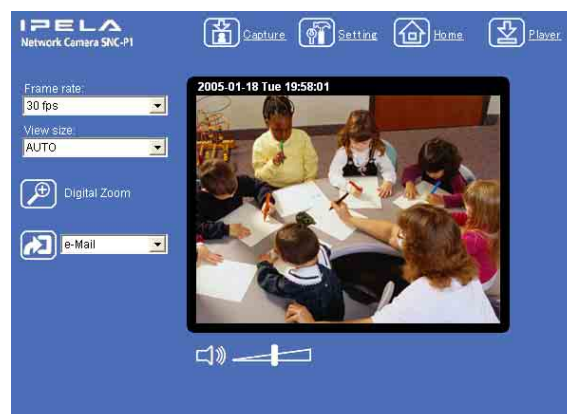 IPELA
Network Camera SNC-P1
Capture
Setting
Home
Player
Frame rate:
30 fps
View size:
AUTO
Digital Zoom
e-Mail
2005-01-18 Tue 19:58:01